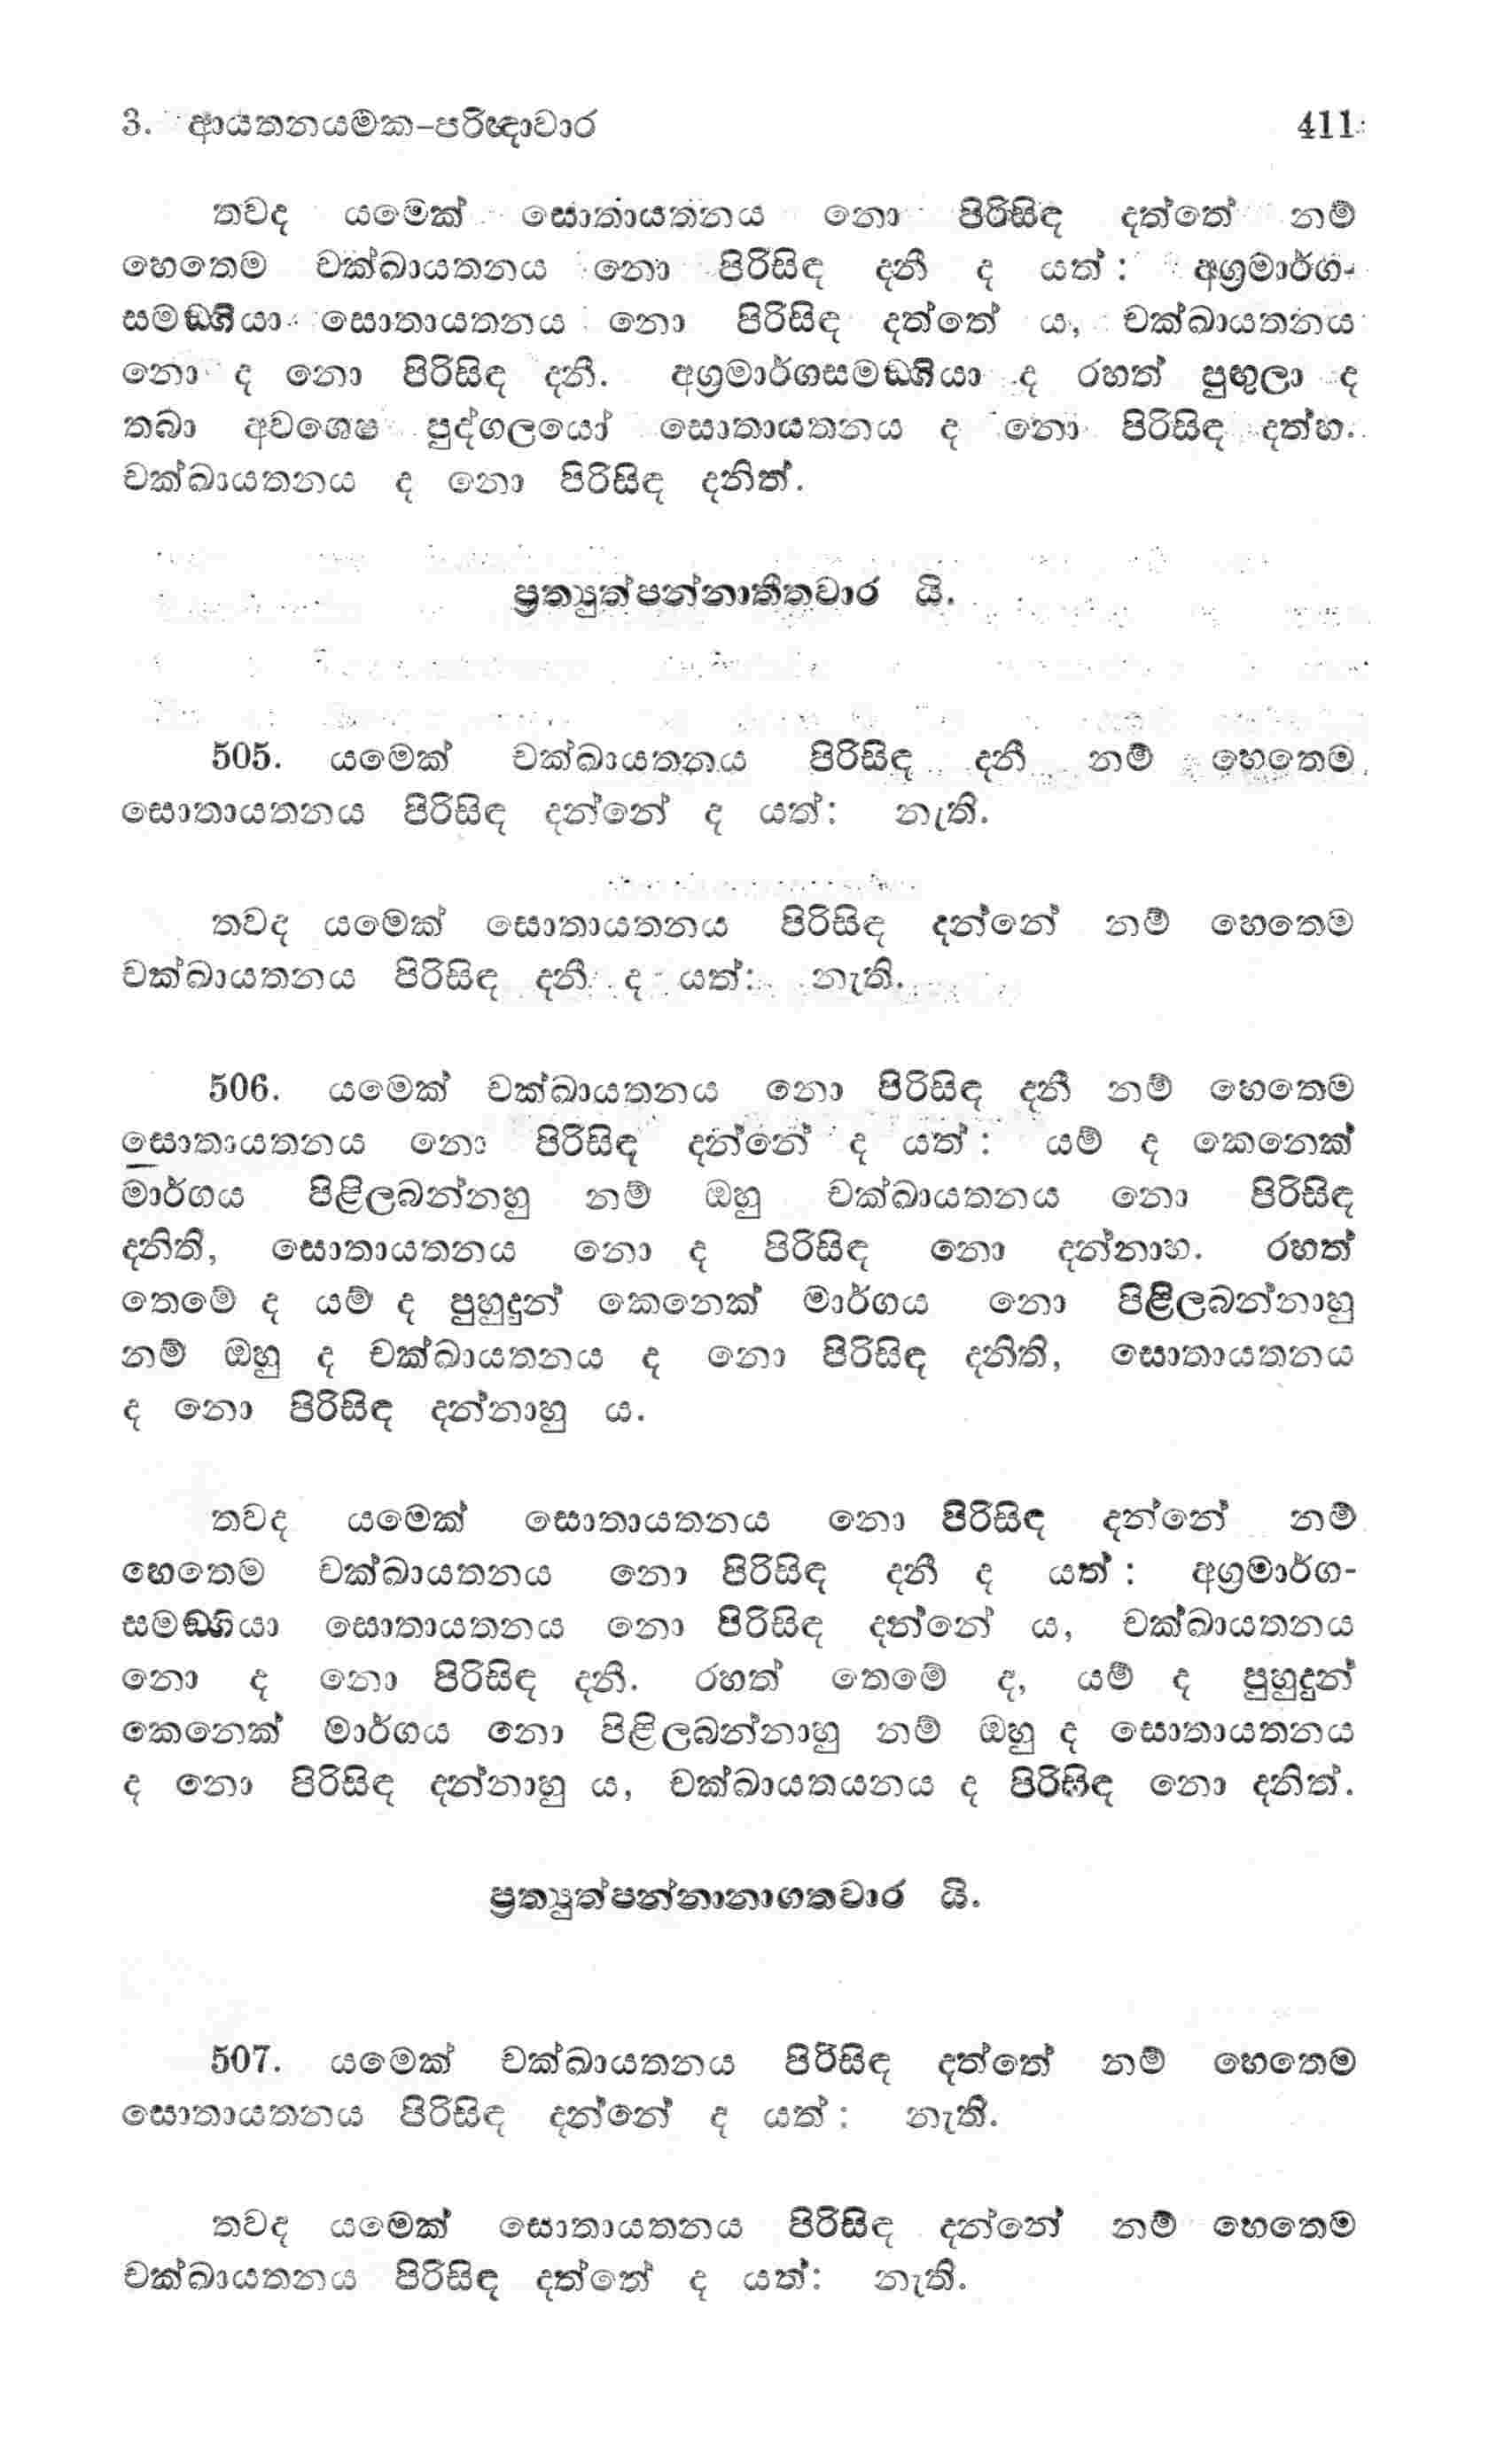 3. ආයතනයමක-පරිඥාවාර 411
තවද යමෙක් සොතායතනය නො පිරිසිඳ දත්තේ නම්
හෙතෙම චක්ඛායතනය නො පිරිසිඳ දනී ද යත් : අග්‍රමාර්ග-
සමඞ්ගියා සොතායතනය නො පිරිසිඳ දත්තේ ය, චක්ඛායතනය
නො ද නො පිරිසිඳ දනී. අග්‍රමාර්ගසමඞ්ගියා ද රහත් පුඟුලා ද
තබා අවශෙෂ පුද්ගලයෝ සොතායතනය ද නො පිරිසිඳ දත්හ.
චක්ඛායතනය ද නො පිරිසිඳ දනිත්.
ප්‍රත්‍යුත්පන්නාතීතවාර යි.
505. යමෙක් චක්ඛායතනය පිරිසිඳ දනී නම් හෙතෙම
සොතායතනය පිරිසිඳ දන්නේ ද යත්: නැති.
තවද යමෙක් සොතායතනය පිරිසිඳ දන්නේ නම් හෙතෙම
චක්ඛායතනය පිරිසිඳ දනී ද යත්: නැති.
506. යමෙක් චක්ඛායතනය නො පිරිසිඳ දනී නම් හෙතෙම
සොතායතනය නො පිරිසිඳ දන්නේ ද යත් : යම් ද කෙනෙක්
මාර්ගය පිළිලබන්නහු නම් ඔහු චක්ඛායතනය නො පිරිසිඳ
දනිති, සොතායතනය නො ද පිරිසිඳ නො දන්නාහ. රහත්
තෙමේ ද යම් ද පුහුදුන් කෙනෙක් මාර්ගය නො පිළිලබන්නාහු
නම් ඔහු ද චක්ඛායතනය ද නො පිරිසිඳ දනිති, සොතායතනය
ද නො පිරිසිඳ දන්නාහු ය.
තවද යමෙක් සොතායතනය නො පිරිසිඳ දන්නේ නම්
හෙතෙම චක්ඛායතනය නො පිරිසිඳ දනී ද යත් : අග්‍රමාර්ග-
සමඞ්ගියා සොතායතනය නො පිරිසිඳ දන්නේ ය, චක්ඛායතනය
නො ද නො පිරිසිඳ දනී. රහත් තෙමේ ද, යම් ද පුහුදුන්
කෙනෙක් මාර්ගය නො පිළිලබන්නාහු නම් ඔහු ද සොතායතනය
ද නො පිරිසිඳ දන්නාහු ය, චක්ඛායතයනය ද පිරිසිඳ නො දනිත්.
ප්‍රත්‍යුත්පන්නානාගතවාර යි.
507. යමෙක් චක්ඛායතනය පිරිසිඳ දත්තේ නම් හෙතෙම
සොතායතනය පිරිසිඳ දන්නේ ද යත් : නැති.
තවද යමෙක් සොතායතනය පිරිසිඳ දන්නේ නම් හෙතෙම
චක්ඛායතනය පිරිසිඳ දත්තේ ද යත්: නැති.